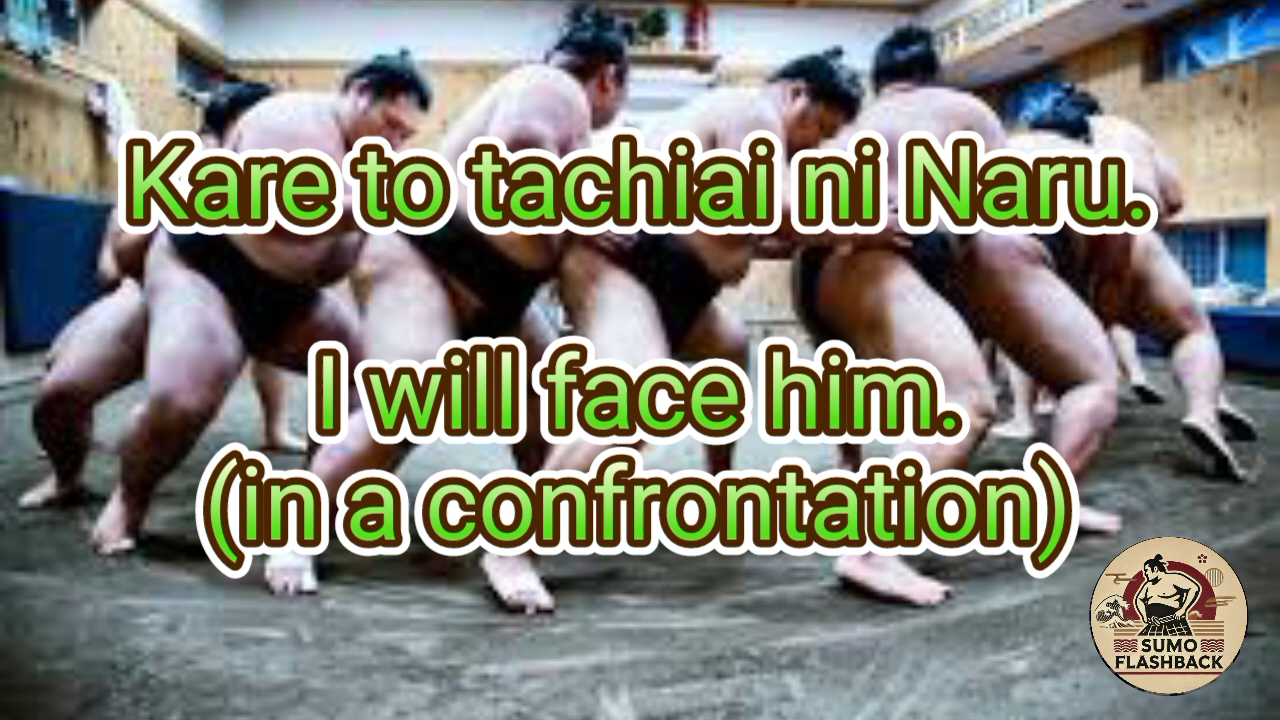 Kare to tachiai ni Naru.
I will face him.
(in a confrontation)
SUMO
FLASHBACK